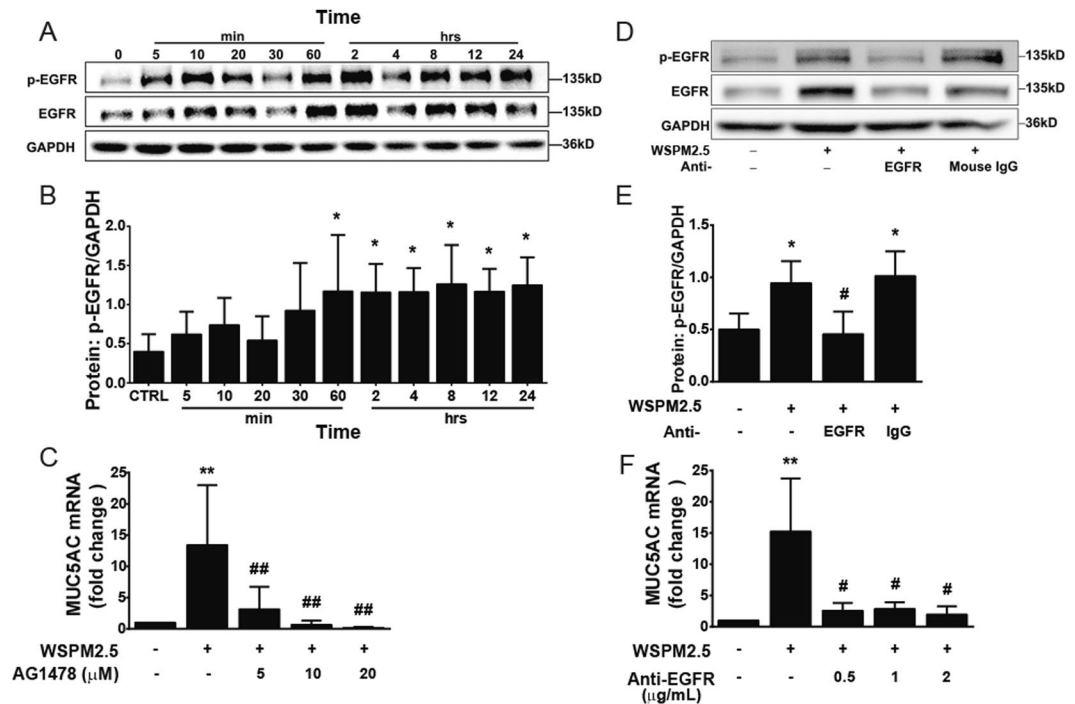 A
Time
min hrs
0 5 10 20 30 60 2 4 8 12 24
p-EGFR 135kD
EGFR 135kD
GAPDH 36kD
B
Protein: p-EGFR/GAPDH
2.0
1.5
1.0
0.5
0.0
* * * * * *
CTRL 5 10 20 30 60 2 4 8 12 24
min hrs
Time
C
MUC5AC mRNA
(fold change )
25
20
15
10
5
0
** ## ## ##
WSPM2.5 - + + + +
AG1478 (μM) - - 5 10 20
D
p-EGFR 135kD
EGFR 135kD
GAPDH 36kD
WSPM2.5 – + + +
Anti- – – EGFR Mouse IgG
E
Protein: p-EGFR/GAPDH
1.5
1.0
0.5
0.0
* # *
WSPM2.5 - + + +
Anti- - - EGFR IgG
F
MUC5AC mRNA
(fold change )
25
20
15
10
5
0
** # # #
WSPM2.5 - + + + +
Anti-EGFR - - 0.5 1 2
(μg/mL)